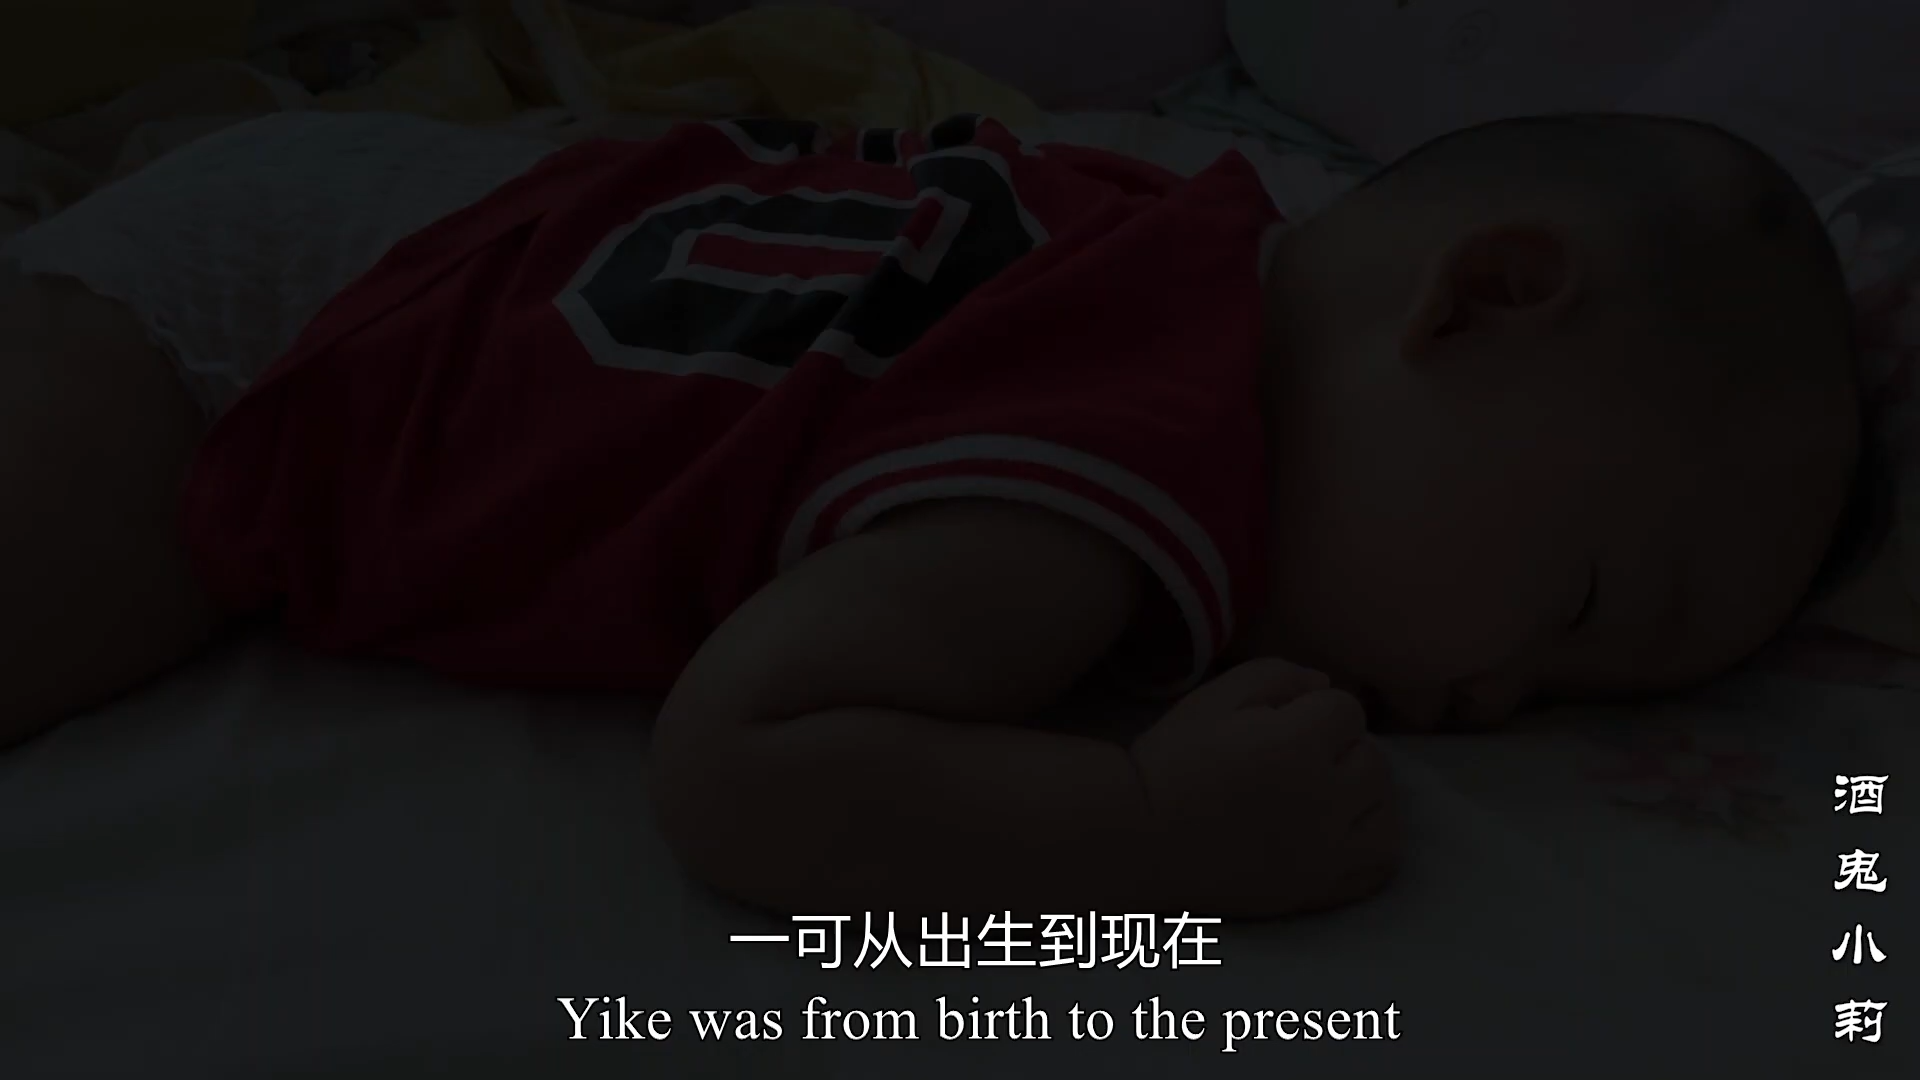 一可从出生到现在
Yike was from birth to the present
酒鬼小莉